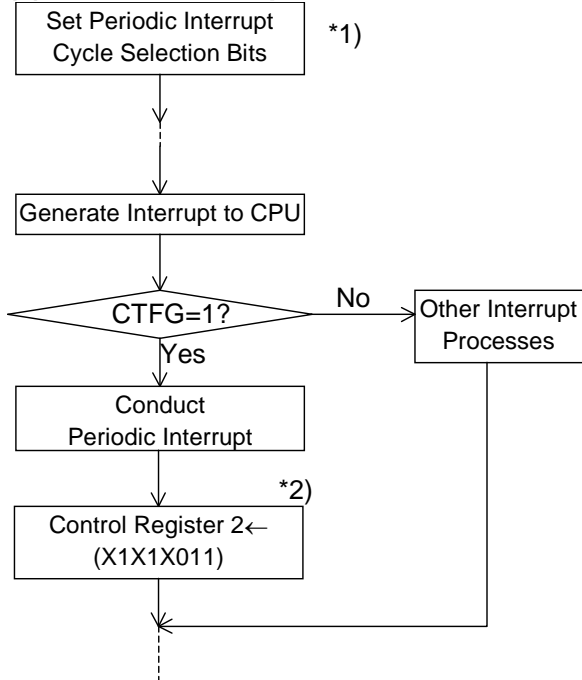 Set Periodic Interrupt
Cycle Selection Bits
*1)
Generate Interrupt to CPU
CTFG=1?
No
Other Interrupt
Processes
Yes
Conduct
Periodic Interrupt
*2)
Control Register 2←
(X1X1X011)